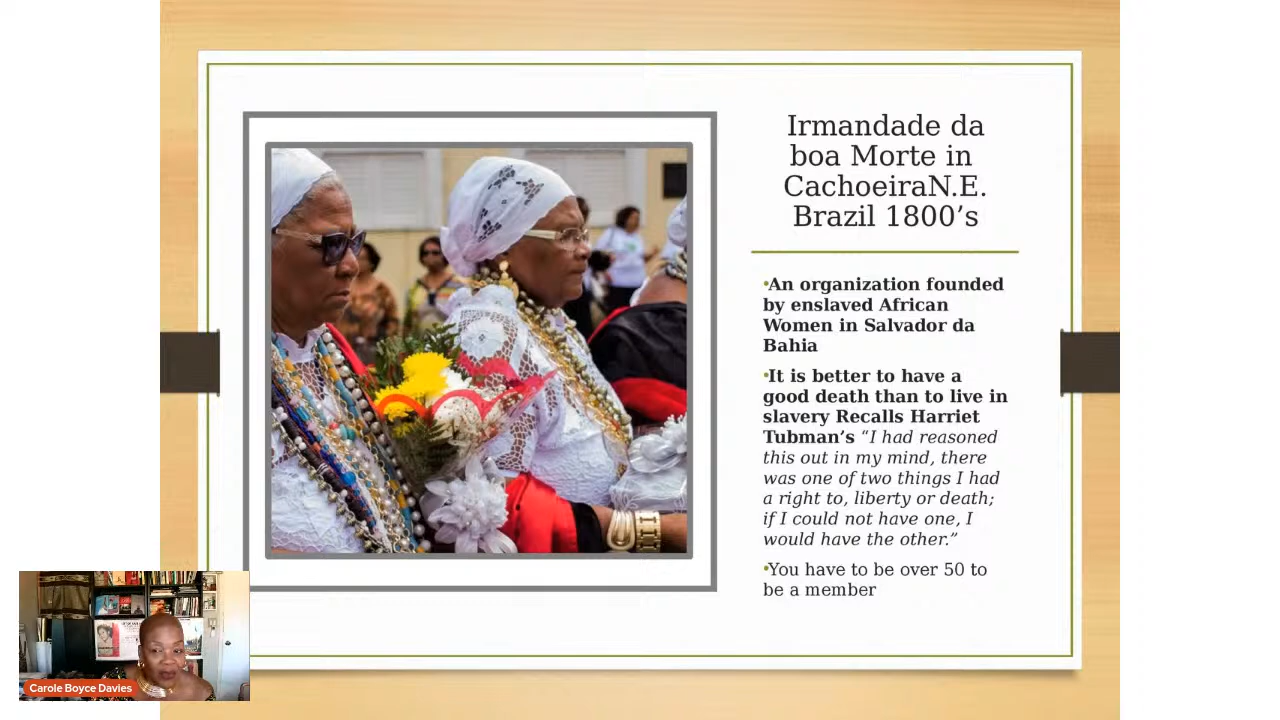 Irmandade da
boa Morte in
CachoeiraN.E.
Brazil 1800’s
•An organization founded
by enslaved African
Women in Salvador da
Bahia
•It is better to have a
good death than to live in
slavery Recalls Harriet
Tubman’s “I had reasoned
this out in my mind, there
was one of two things I had
a right to, liberty or death;
if I could not have one, I
would have the other.”
•You have to be over 50 to
be a member
Carole Boyce Davies